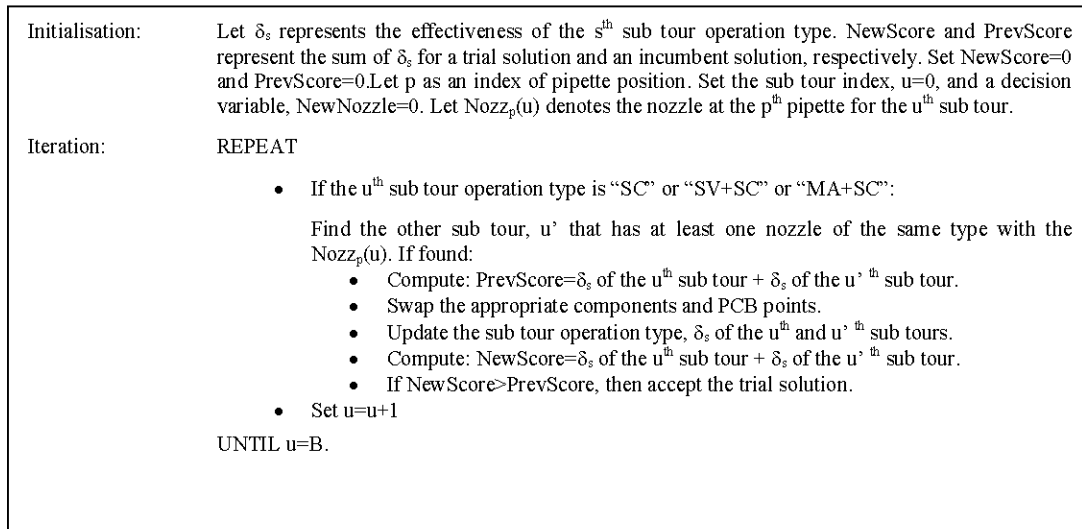 Initialisation: Let δₛ represents the effectiveness of the sᵗʰ sub tour operation type. NewScore and PrevScore
represent the sum of δₛ for a trial solution and an incumbent solution, respectively. Set NewScore=0
and PrevScore=0.Let p as an index of pipette position. Set the sub tour index, u=0, and a decision
variable, NewNozzle=0. Let Nozzₚ(u) denotes the nozzle at the pᵗʰ pipette for the uᵗʰ sub tour.
Iteration: REPEAT
• If the uᵗʰ sub tour operation type is “SC” or “SV+SC” or “MA+SC”:
Find the other sub tour, u’ that has at least one nozzle of the same type with the
Nozzₚ(u). If found:
• Compute: PrevScore=δₛ of the uᵗʰ sub tour + δₛ of the u’ ᵗʰ sub tour.
• Swap the appropriate components and PCB points.
• Update the sub tour operation type, δₛ of the uᵗʰ and u’ ᵗʰ sub tours.
• Compute: NewScore=δₛ of the uᵗʰ sub tour + δₛ of the u’ ᵗʰ sub tour.
• If NewScore>PrevScore, then accept the trial solution.
• Set u=u+1
UNTIL u=B.